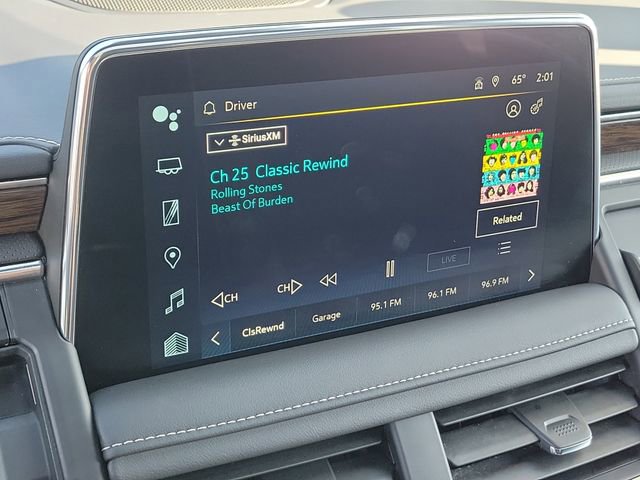 Driver
65° 2:01
SiriusXM
Ch 25 Classic Rewind
Rolling Stones
Beast Of Burden
Related
LIVE
CH CH
ClsRewnd Garage 95.1 FM 96.1 FM 96.9 FM